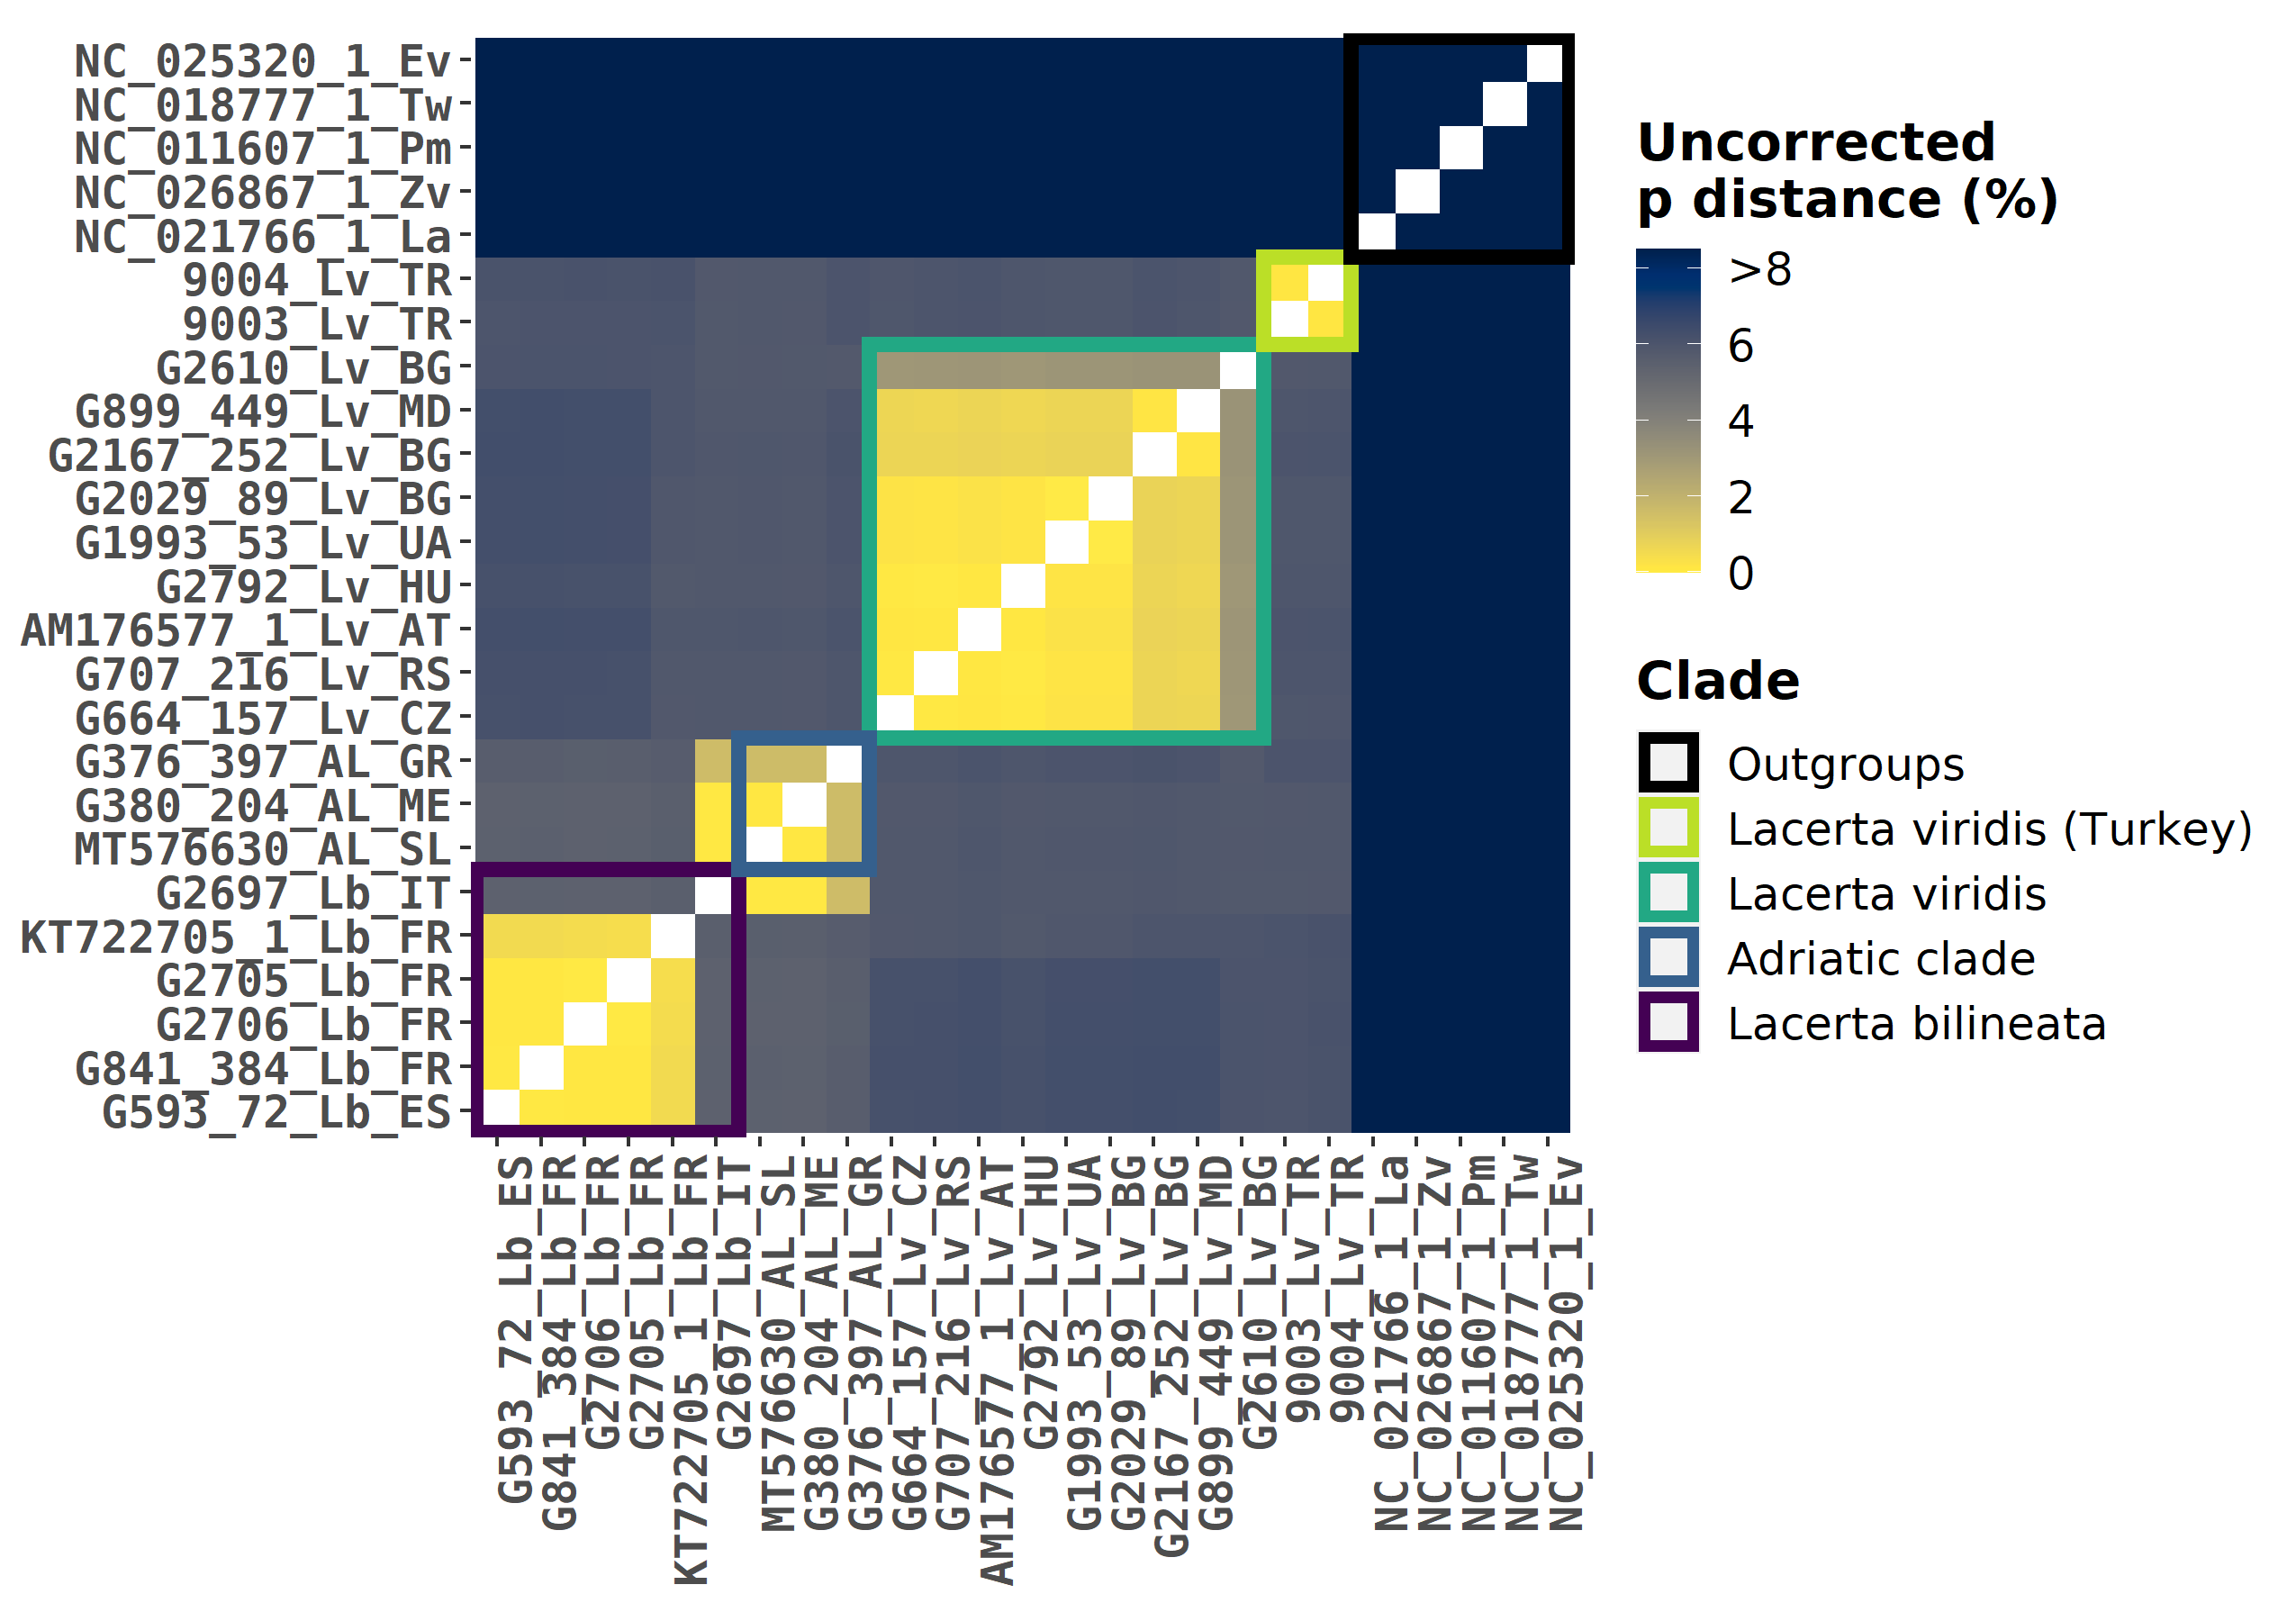 NC_025320_1_Ev
NC_018777_1_Tw
NC_011607_1_Pm
NC_026867_1_Zv
NC_021766_1_La
9004_Lv_TR
9003_Lv_TR
G2610_Lv_BG
G899_449_Lv_MD
G2167_252_Lv_BG
G2029_89_Lv_BG
G1993_53_Lv_UA
G2792_Lv_HU
AM176577_1_Lv_AT
G707_216_Lv_RS
G664_157_Lv_CZ
G376_397_AL_GR
G380_204_AL_ME
MT576630_AL_SL
G2697_Lb_IT
KT722705_1_Lb_FR
G2705_Lb_FR
G2706_Lb_FR
G841_384_Lb_FR
G593_72_Lb_ES
G593_72_Lb_ES
G841_384_Lb_FR
G2706_Lb_FR
G2705_Lb_FR
KT722705_1_Lb_FR
G2697_Lb_IT
MT576630_AL_SL
G380_204_AL_ME
G376_397_AL_GR
G664_157_Lv_CZ
G707_216_Lv_RS
AM176577_1_Lv_AT
G2792_Lv_HU
G1993_53_Lv_UA
G2029_89_Lv_BG
G2167_252_Lv_BG
G899_449_Lv_MD
G2610_Lv_BG
9003_Lv_TR
9004_Lv_TR
NC_021766_1_La
NC_026867_1_Zv
NC_011607_1_Pm
NC_018777_1_Tw
NC_025320_1_Ev
Uncorrected
p distance (%)
>8
6
4
2
0
Clade
Outgroups
Lacerta viridis (Turkey)
Lacerta viridis
Adriatic clade
Lacerta bilineata